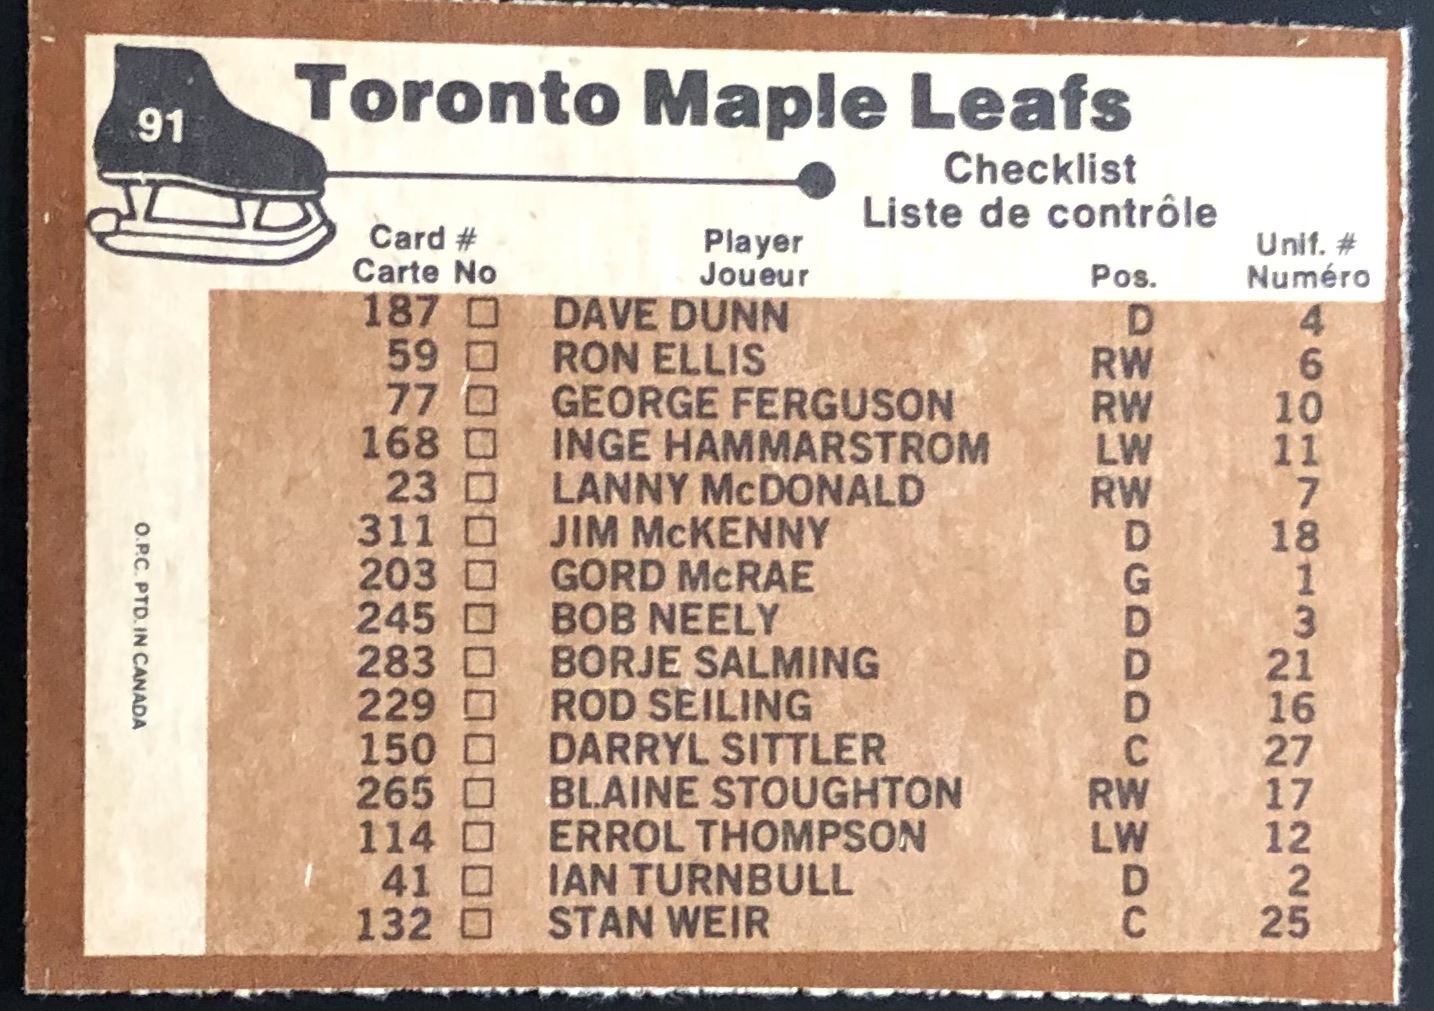 91
Toronto Maple Leafs
Checklist
Liste de contrôle
Card # Player Unif. #
Carte No Joueur Pos. Numéro
187 □ DAVE DUNN D 4
59 □ RON ELLIS RW 6
77 □ GEORGE FERGUSON RW 10
168 □ INGE HAMMARSTROM LW 11
23 □ LANNY McDONALD RW 7
311 □ JIM McKENNY D 18
203 □ GORD McRAE G 1
245 □ BOB NEELY D 3
283 □ BORJE SALMING D 21
229 □ ROD SEILING D 16
150 □ DARRYL SITTLER C 27
265 □ BLAINE STOUGHTON RW 17
114 □ ERROL THOMPSON LW 12
41 □ IAN TURNBULL D 2
132 □ STAN WEIR C 25
O.P.C. PTD. IN CANADA